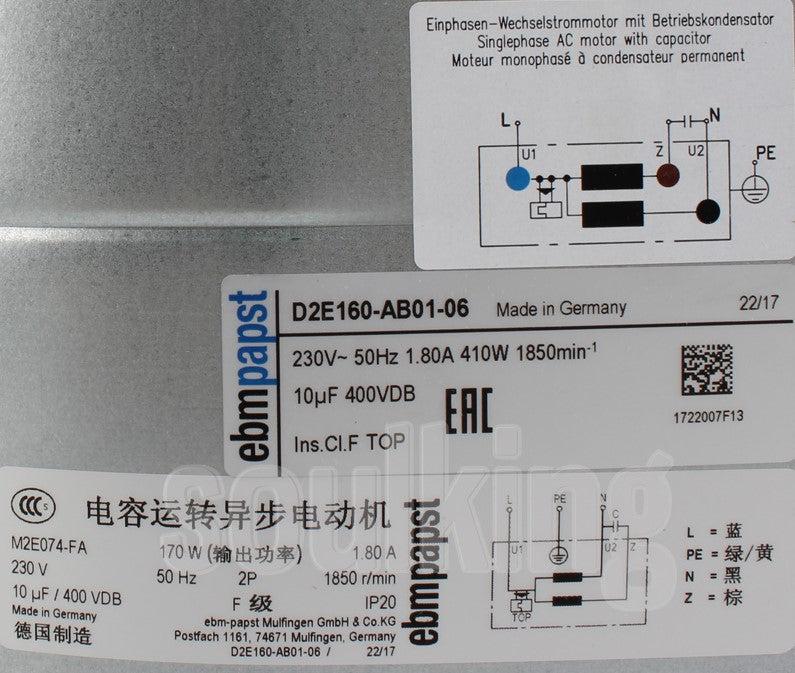 Einphasen-Wechselstrommotor mit Betriebskondensator
Singlephase AC motor with capacitor
Moteur monophasé à condensateur permanent
L
N
U1
Z
U2
PE
ebmpapst
D2E160-AB01-06 Made in Germany 22/17
230V~ 50Hz 1.80A 410W 1850min-1
10µF 400VDB
EAC
Ins.Cl.F TOP
1722007F13
soulking
CCC S
电容运转异步电动机
M2E074-FA 170 W (输出功率) 1.80 A
230 V 50 Hz 2P 1850 r/min
10 µF / 400 VDB F 级 IP20
Made in Germany
德国制造
ebm-papst Mulfingen GmbH & Co.KG
Postfach 1161, 74671 Mulfingen, Germany
D2E160-AB01-06 / 22/17
ebmpapst
L PE N
C
U1 U2 Z
TOP
L = 蓝
PE = 绿/黄
N = 黑
Z = 棕